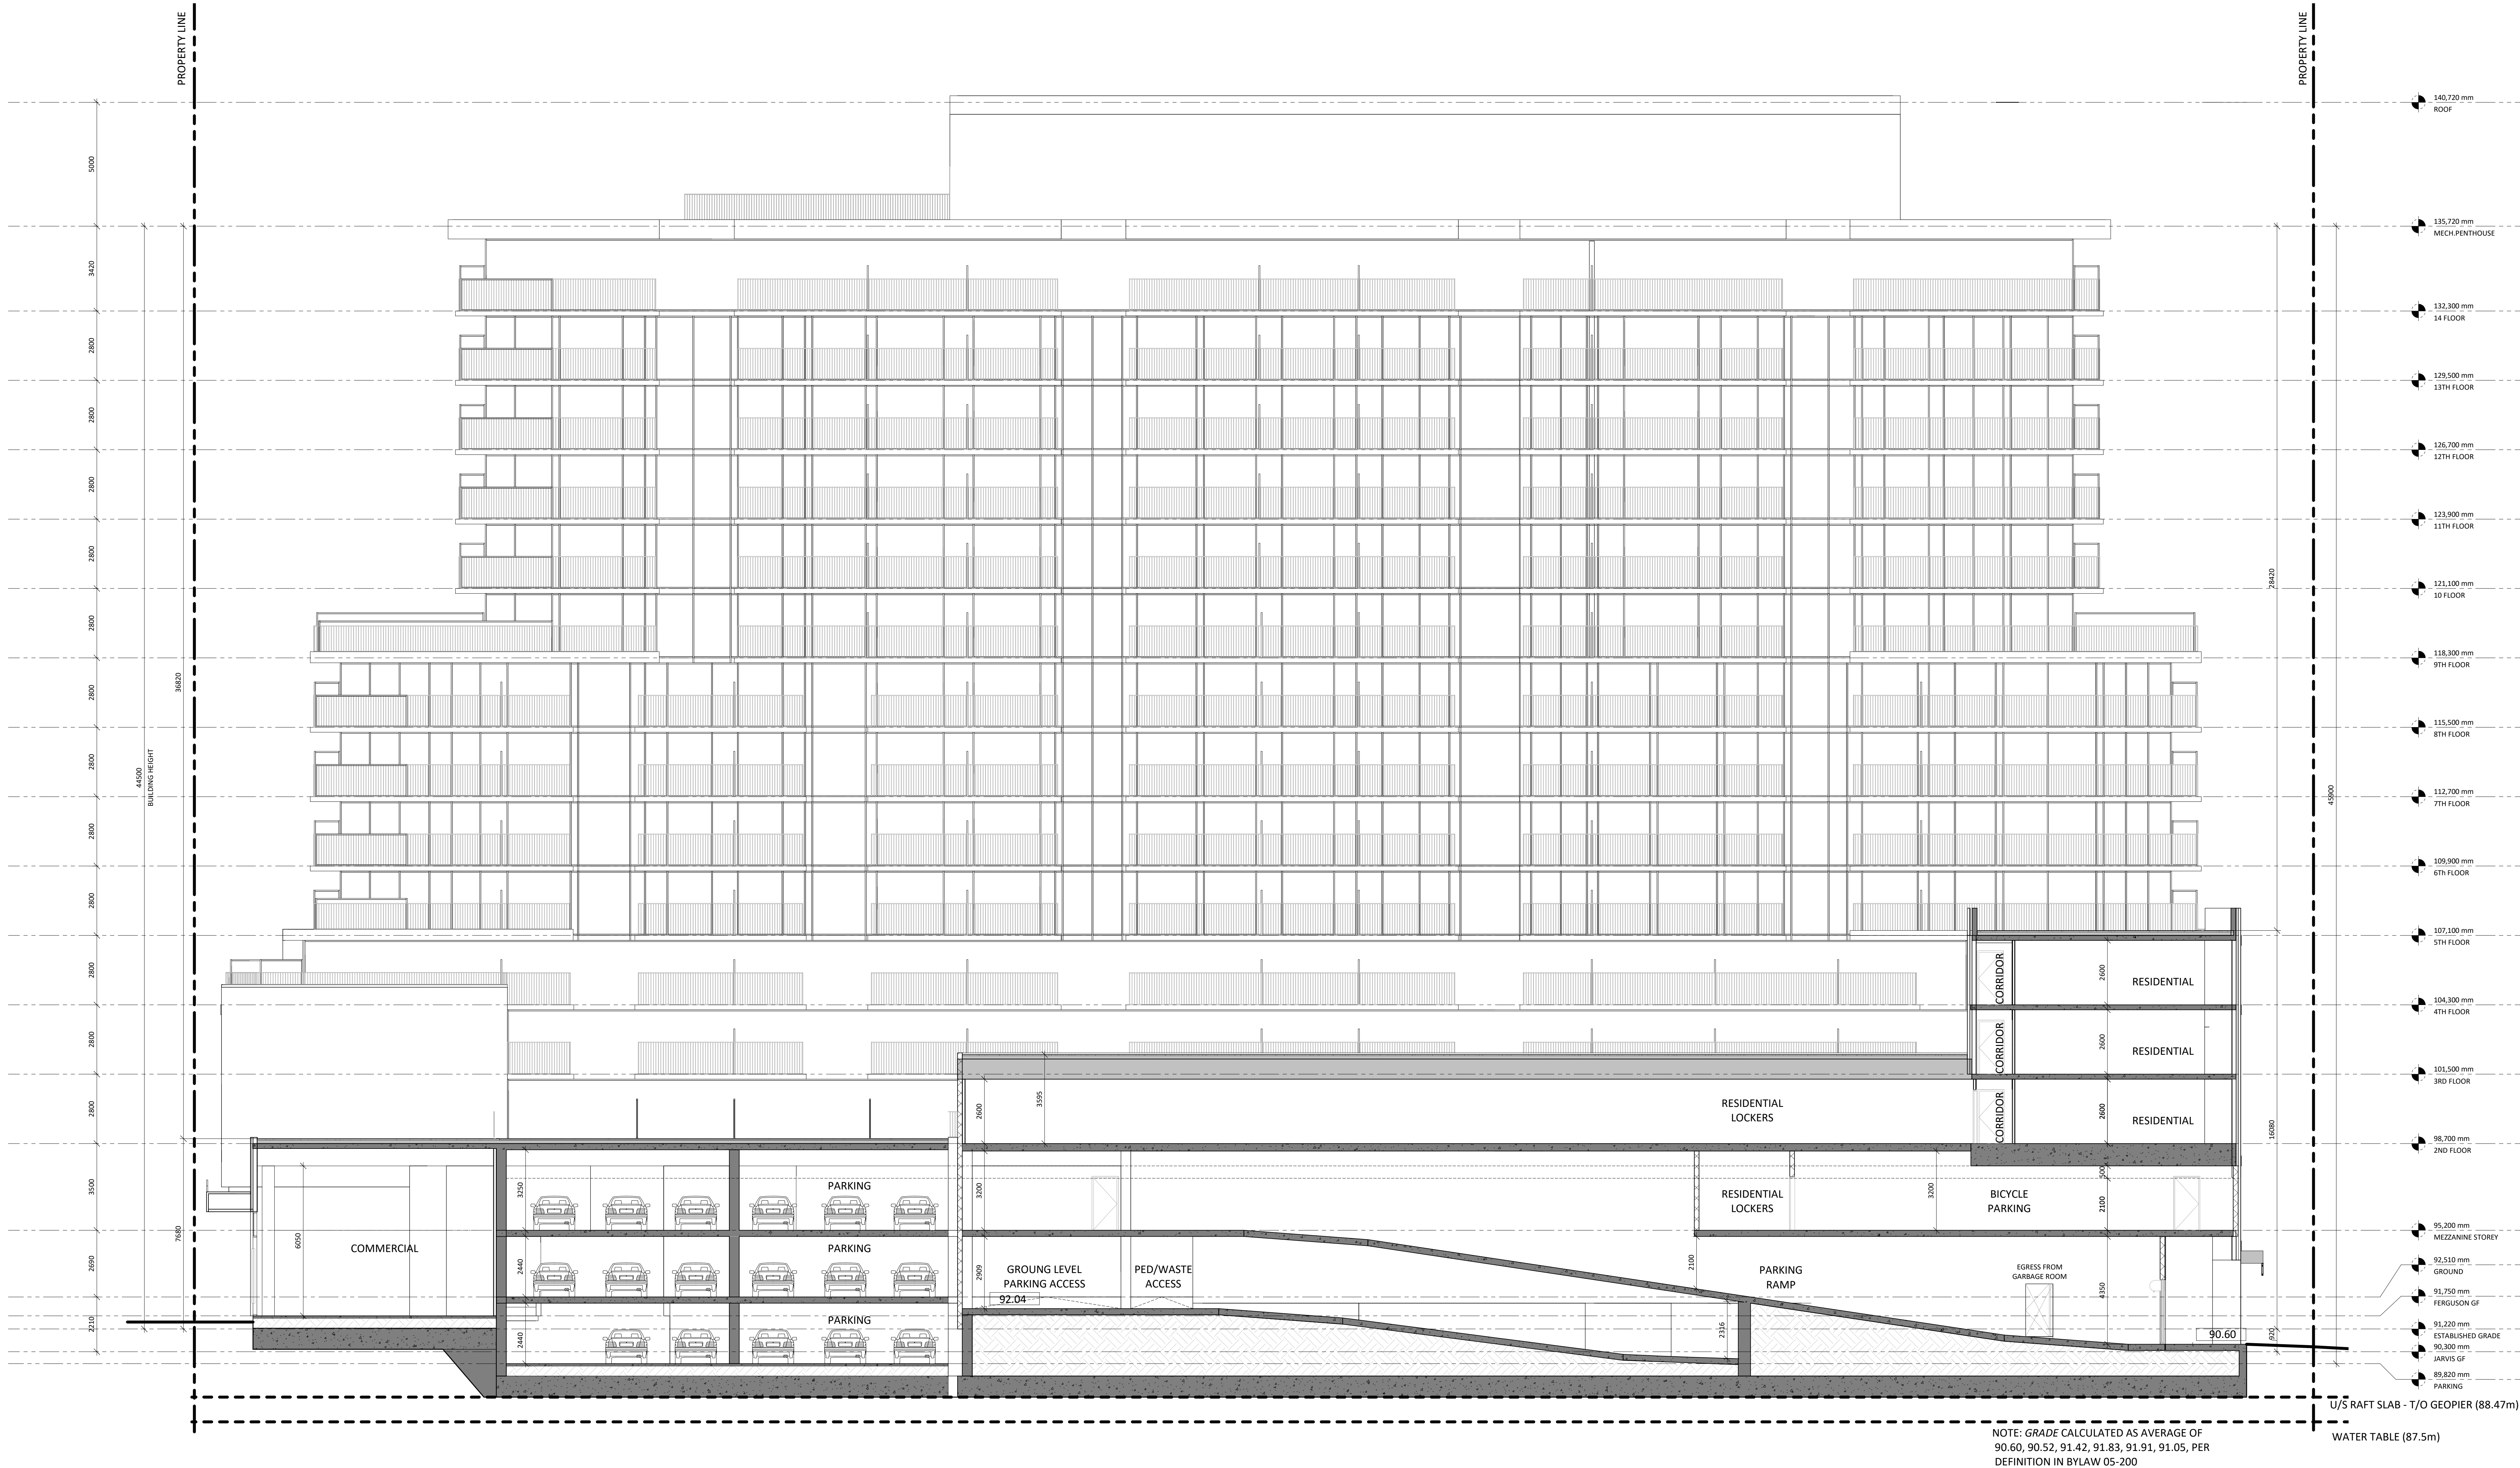 PROPERTY LINE
PROPERTY LINE
140,720 mm
ROOF
5000
135,720 mm
MECH.PENTHOUSE
3420
132,300 mm
14 FLOOR
2800
129,500 mm
13TH FLOOR
2800
126,700 mm
12TH FLOOR
2800
123,900 mm
11TH FLOOR
2800
28420
121,100 mm
10 FLOOR
2800
118,300 mm
9TH FLOOR
36820
2800
115,500 mm
8TH FLOOR
2800
44500
BUILDING HEIGHT
45900
112,700 mm
7TH FLOOR
2800
109,900 mm
6Th FLOOR
2800
107,100 mm
5TH FLOOR
2800
CORRIDOR
2600
RESIDENTIAL
104,300 mm
4TH FLOOR
2800
CORRIDOR
2600
RESIDENTIAL
101,500 mm
3RD FLOOR
2800
2600
3595
RESIDENTIAL
LOCKERS
CORRIDOR
2600
RESIDENTIAL
16080
98,700 mm
2ND FLOOR
3500
3250
PARKING
3200
RESIDENTIAL
LOCKERS
3200
BICYCLE
PARKING
500
2100
95,200 mm
MEZZANINE STOREY
7680
6050
COMMERCIAL
2690
2440
PARKING
2909
GROUNG LEVEL
PARKING ACCESS
92.04
PED/WASTE
ACCESS
2100
PARKING
RAMP
EGRESS FROM
GARBAGE ROOM
4350
92,510 mm
GROUND
91,750 mm
FERGUSON GF
2210
2440
PARKING
2316
90.60
920
91,220 mm
ESTABLISHED GRADE
90,300 mm
JARVIS GF
89,820 mm
PARKING
U/S RAFT SLAB - T/O GEOPIER (88.47m)
WATER TABLE (87.5m)
NOTE: GRADE CALCULATED AS AVERAGE OF
90.60, 90.52, 91.42, 91.83, 91.91, 91.05, PER
DEFINITION IN BYLAW 05-200